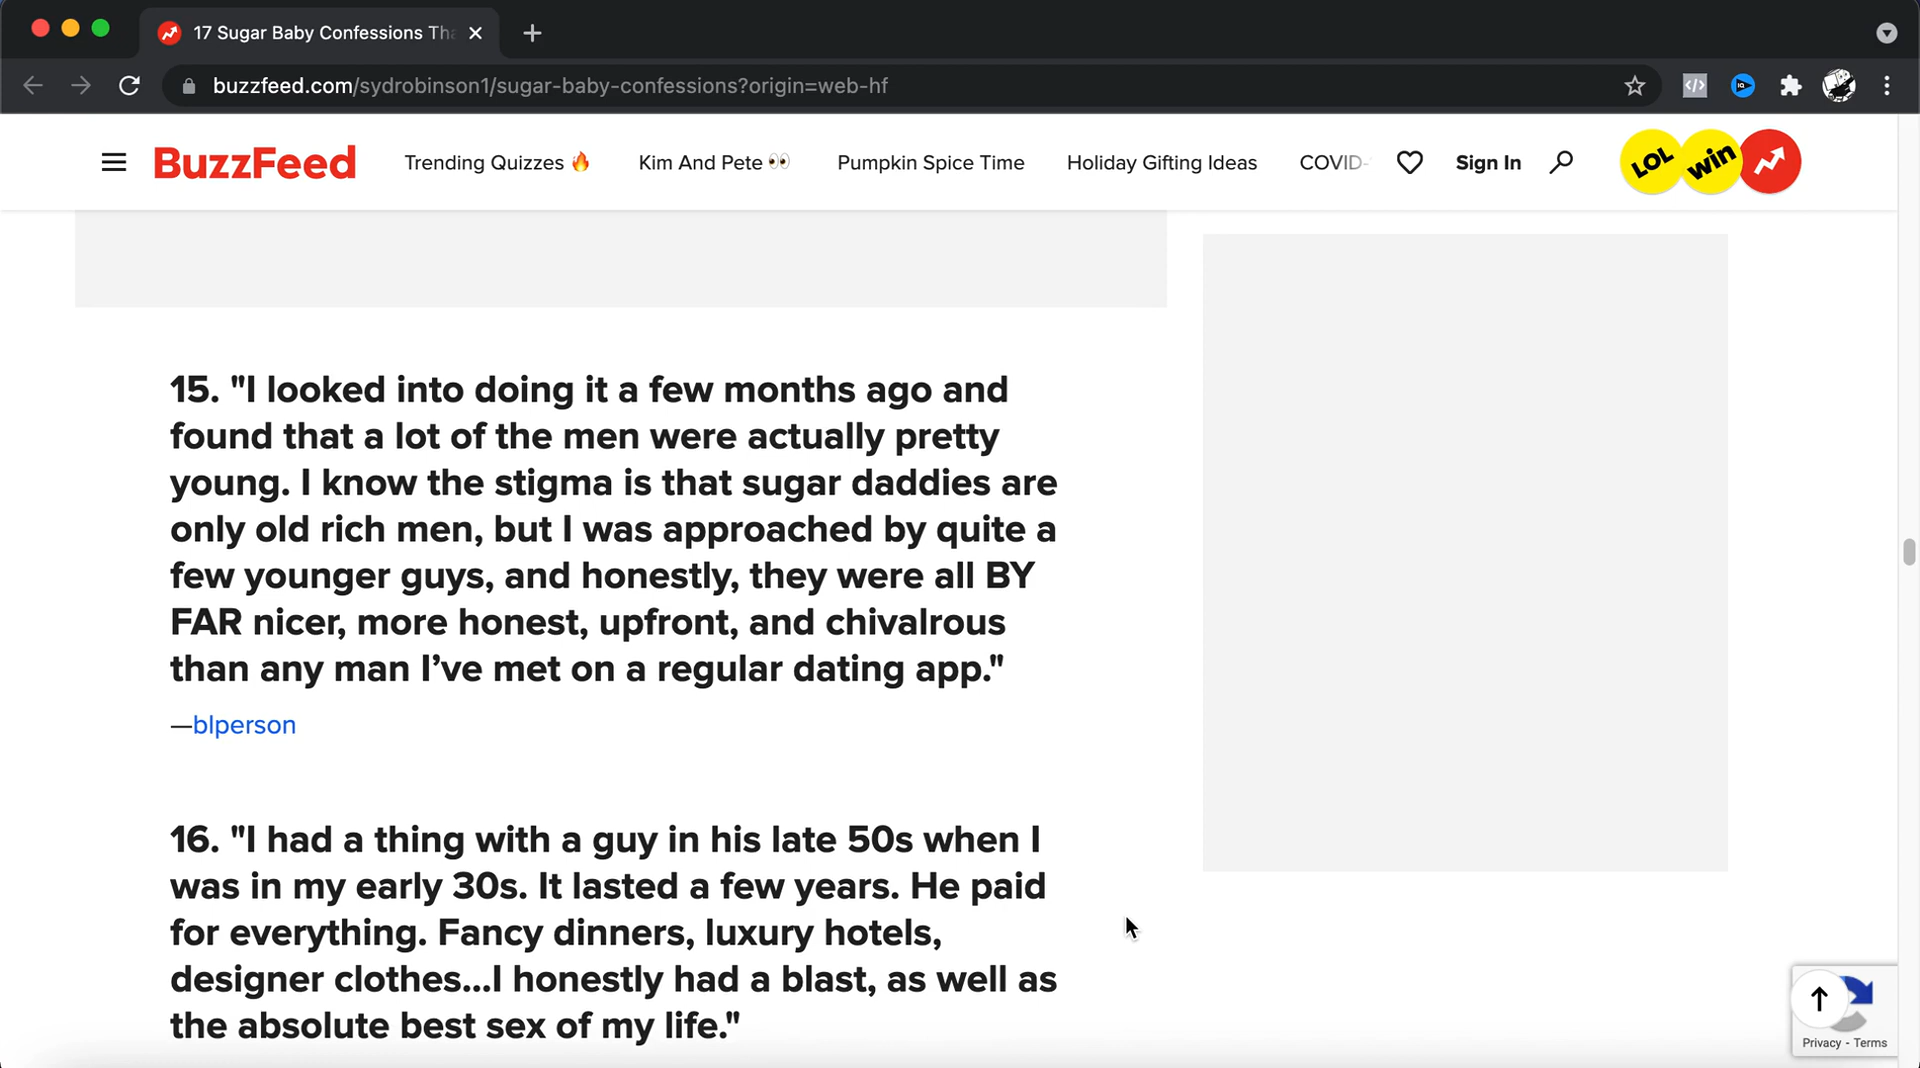 17 Sugar Baby Confessions Tha
buzzfeed.com/sydrobinson1/sugar-baby-confessions?origin=web-hf
BuzzFeed Trending Quizzes 🔥 Kim And Pete 👀 Pumpkin Spice Time Holiday Gifting Ideas COVID- Sign In LOL win
15. "I looked into doing it a few months ago and
found that a lot of the men were actually pretty
young. I know the stigma is that sugar daddies are
only old rich men, but I was approached by quite a
few younger guys, and honestly, they were all BY
FAR nicer, more honest, upfront, and chivalrous
than any man I’ve met on a regular dating app."
—blperson
16. "I had a thing with a guy in his late 50s when I
was in my early 30s. It lasted a few years. He paid
for everything. Fancy dinners, luxury hotels,
designer clothes...I honestly had a blast, as well as
the absolute best sex of my life."
Privacy - Terms